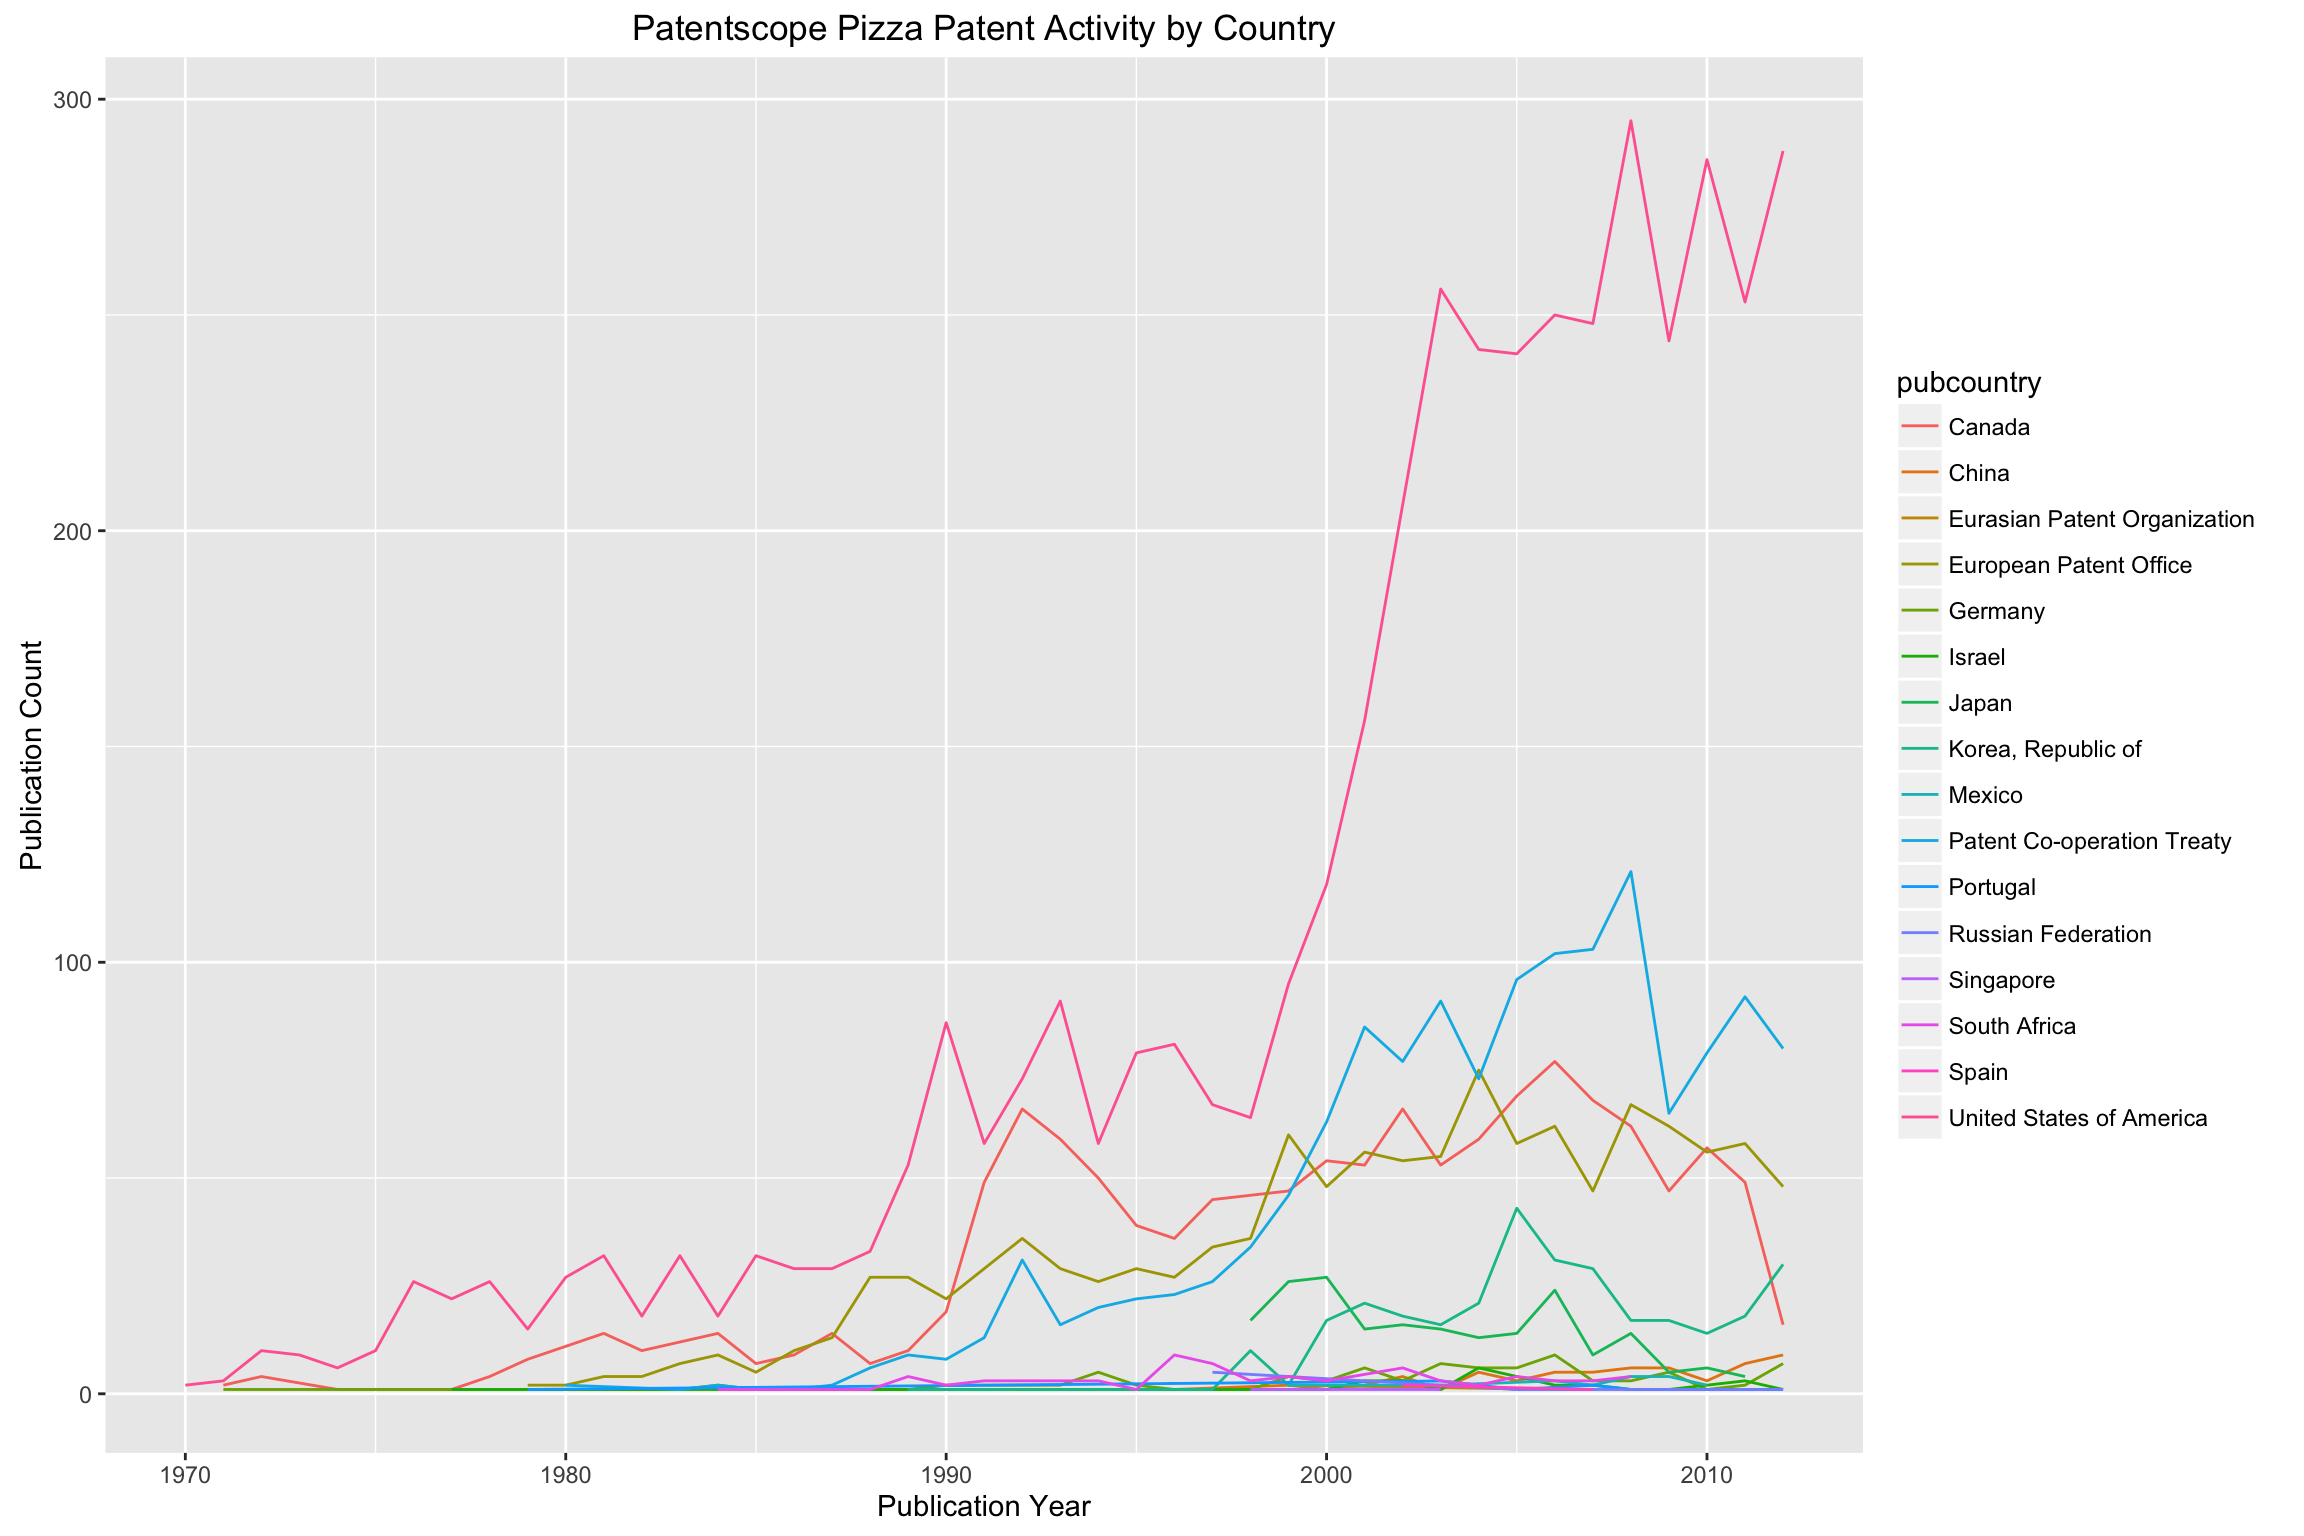 Patentscope Pizza Patent Activity by Country
300
200
100
0
Publication Count
1970
1980
1990
2000
2010
Publication Year
pubcountry
Canada
China
Eurasian Patent Organization
European Patent Office
Germany
Israel
Japan
Korea, Republic of
Mexico
Patent Co-operation Treaty
Portugal
Russian Federation
Singapore
South Africa
Spain
United States of America